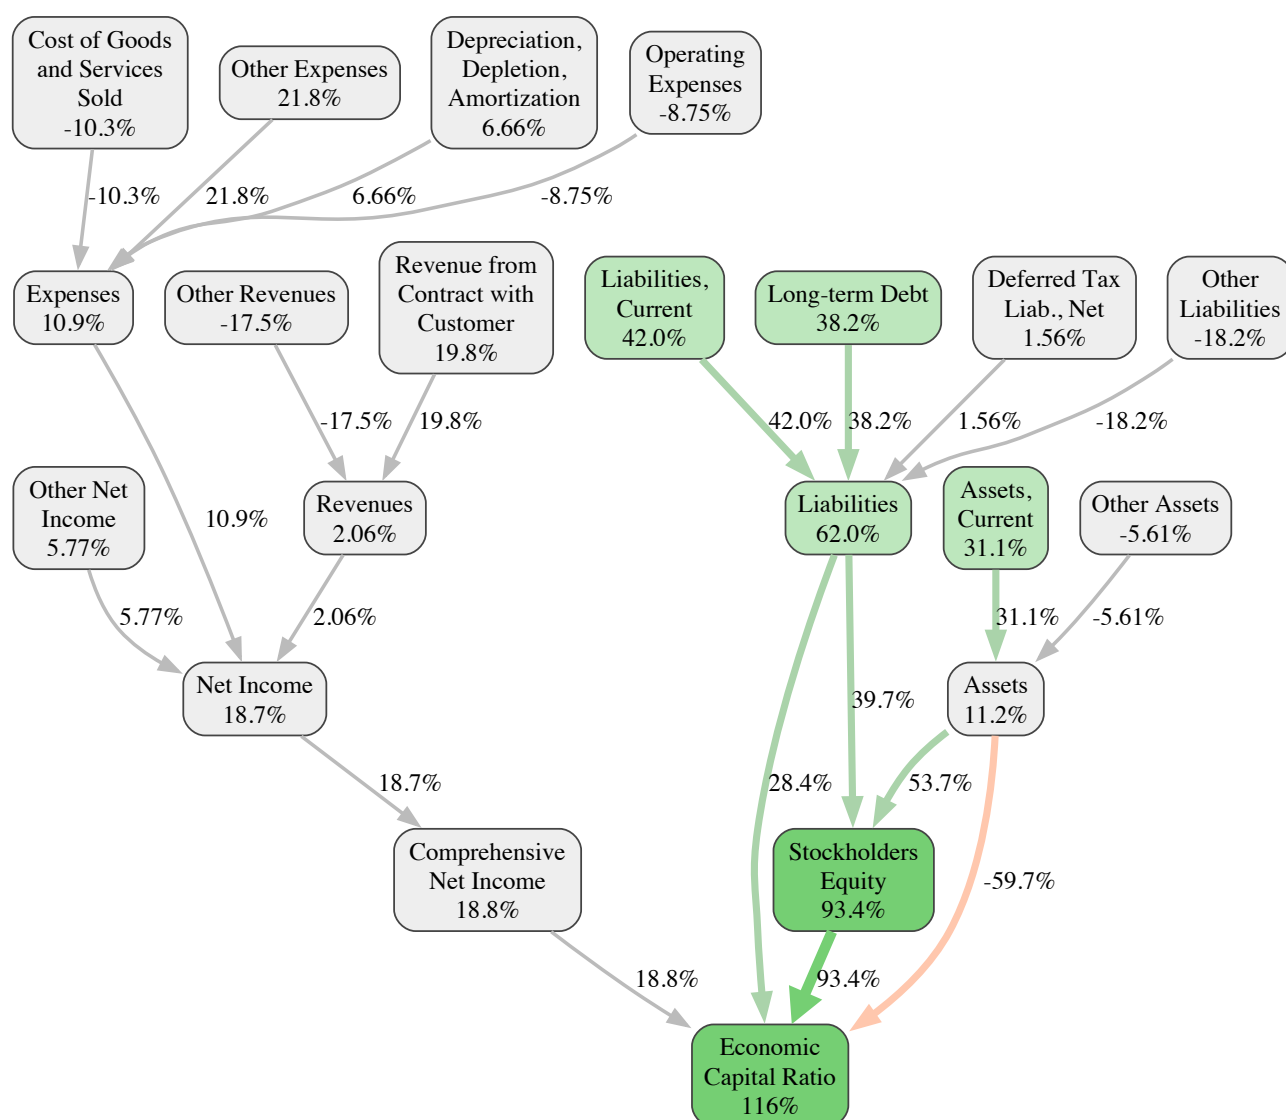 Cost of Goods
and Services
Sold
-10.3%
Other Expenses
21.8%
Depreciation,
Depletion,
Amortization
6.66%
Operating
Expenses
-8.75%
-10.3%
21.8%
6.66%
-8.75%
Expenses
10.9%
Other Revenues
-17.5%
Revenue from
Contract with
Customer
19.8%
Liabilities,
Current
42.0%
Long-term Debt
38.2%
Deferred Tax
Liab., Net
1.56%
Other
Liabilities
-18.2%
-17.5%
19.8%
42.0%
38.2%
1.56%
-18.2%
Other Net
Income
5.77%
10.9%
Revenues
2.06%
Liabilities
62.0%
Assets,
Current
31.1%
Other Assets
-5.61%
5.77%
2.06%
31.1%
-5.61%
Net Income
18.7%
39.7%
Assets
11.2%
18.7%
28.4%
53.7%
Comprehensive
Net Income
18.8%
Stockholders
Equity
93.4%
-59.7%
18.8%
93.4%
Economic
Capital Ratio
116%